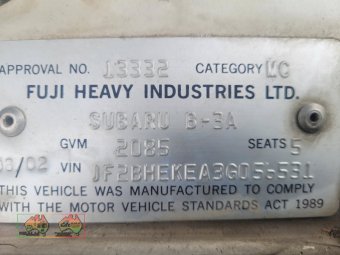 APPROVAL NO. 13332 CATEGORY MC
FUJI HEAVY INDUSTRIES LTD.
SUBARU B-3A
GVM 2085 SEATS 5
03/02 VIN JF2BHEKEA3G056531
THIS VEHICLE WAS MANUFACTURED TO COMPLY
WITH THE MOTOR VEHICLE STANDARDS ACT 1989